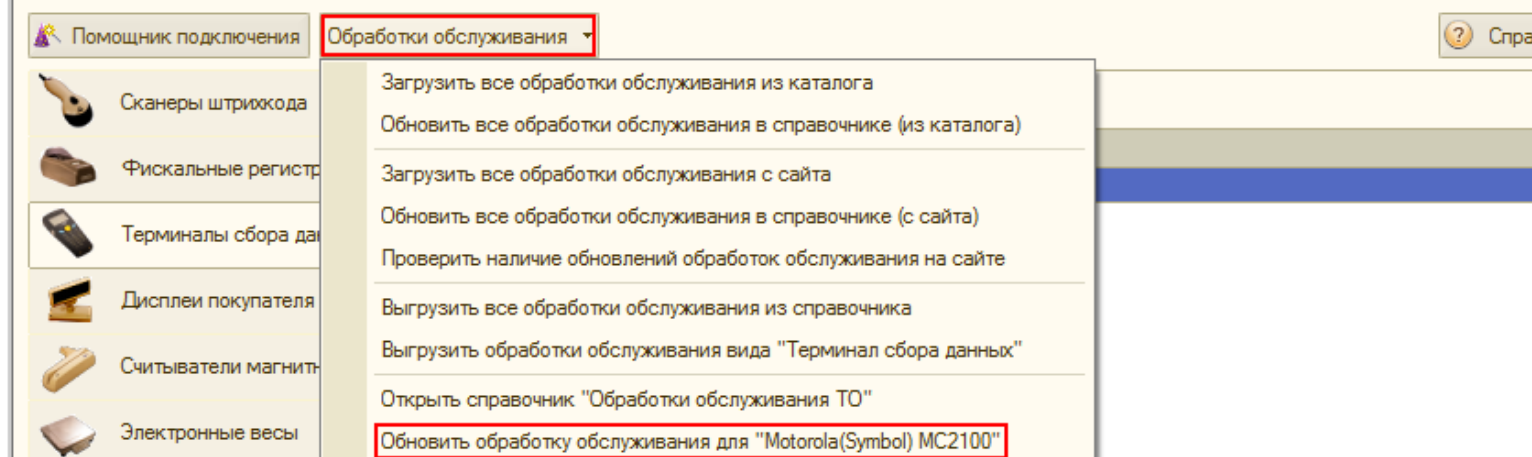 Помощник подключения
Обработки обслуживания
?
Сканеры штрихкода
Фискальные регистр
Терминалы сбора да
Дисплеи покупателя
Считыватели магнитн
Электронные весы
Загрузить все обработки обслуживания из каталога
Обновить все обработки обслуживания в справочнике (из каталога)
Загрузить все обработки обслуживания с сайта
Обновить все обработки обслуживания в справочнике (с сайта)
Проверить наличие обновлений обработок обслуживания на сайте
Выгрузить все обработки обслуживания из справочника
Выгрузить обработки обслуживания вида "Терминал сбора данных"
Открыть справочник "Обработки обслуживания ТО"
Обновить обработку обслуживания для "Motorola(Symbol) MC2100"